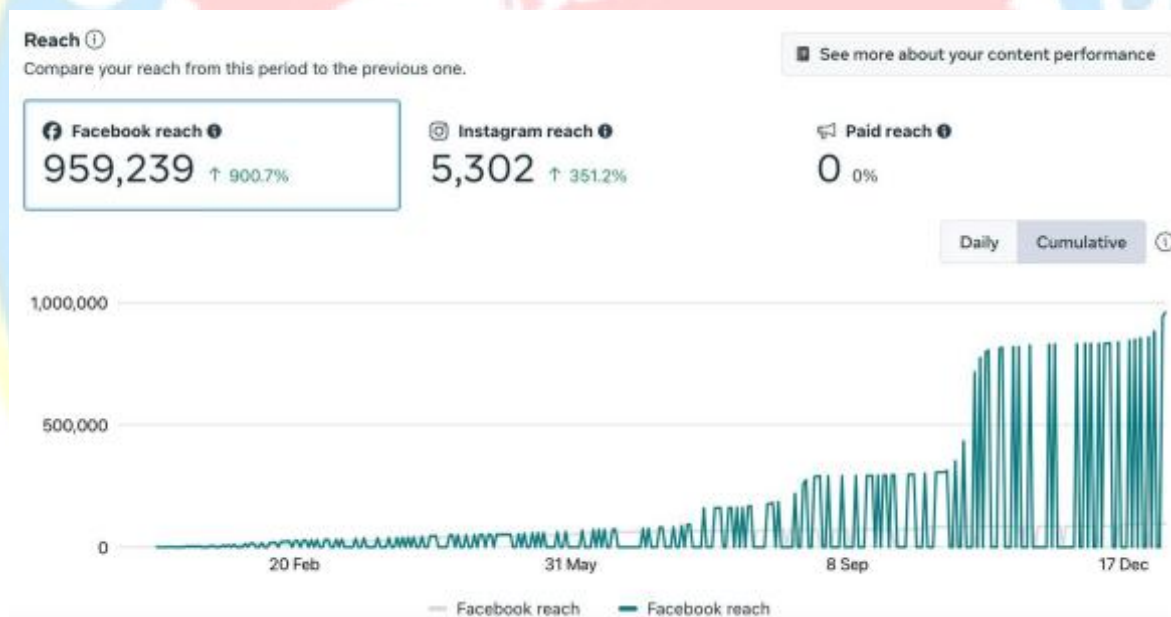 Reach
See more about your content performance
Compare your reach from this period to the previous one.
Facebook reach
959,239 ↑ 900.7%
Instagram reach
5,302 ↑ 351.2%
Paid reach
0 0%
Daily Cumulative
1,000,000
500,000
0
20 Feb 31 May 8 Sep 17 Dec
Facebook reach Facebook reach